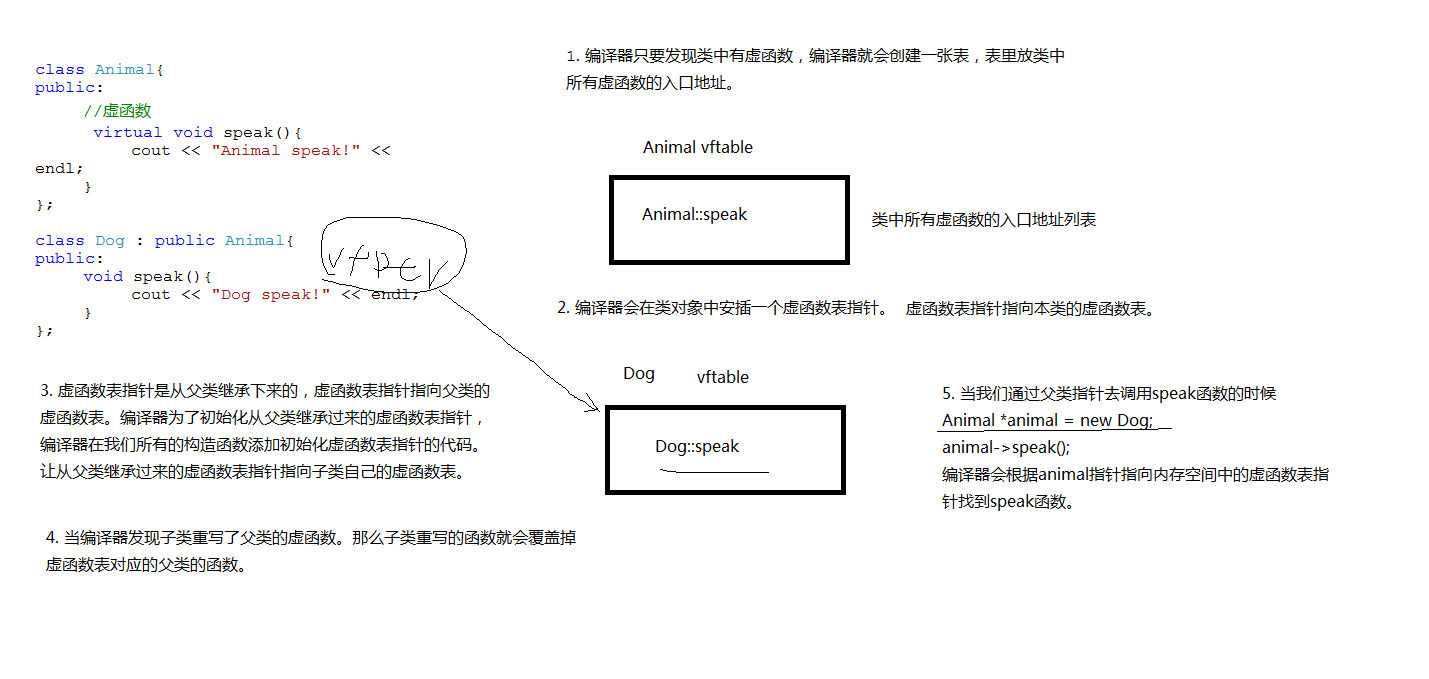 class Animal{
public:
//虚函数
virtual void speak(){
cout << "Animal speak!" <<
endl;
}
};
class Dog : public Animal{
public:
void speak(){
cout << "Dog speak!" << endl;
}
};
1. 编译器只要发现类中有虚函数，编译器就会创建一张表，表里放类中
所有虚函数的入口地址。
Animal vftable
Animal::speak
类中所有虚函数的入口地址列表
2. 编译器会在类对象中安插一个虚函数表指针。 虚函数表指针指向本类的虚函数表。
Dog vftable
Dog::speak
3. 虚函数表指针是从父类继承下来的，虚函数表指针指向父类的
虚函数表。编译器为了初始化从父类继承过来的虚函数表指针，
编译器在我们所有的构造函数添加初始化虚函数表指针的代码。
让从父类继承过来的虚函数表指针指向子类自己的虚函数表。
4. 当编译器发现子类重写了父类的虚函数。那么子类重写的函数就会覆盖掉
虚函数表对应的父类的函数。
5. 当我们通过父类指针去调用speak函数的时候
Animal *animal = new Dog;
animal->speak();
编译器会根据animal指针指向内存空间中的虚函数表指
针找到speak函数。